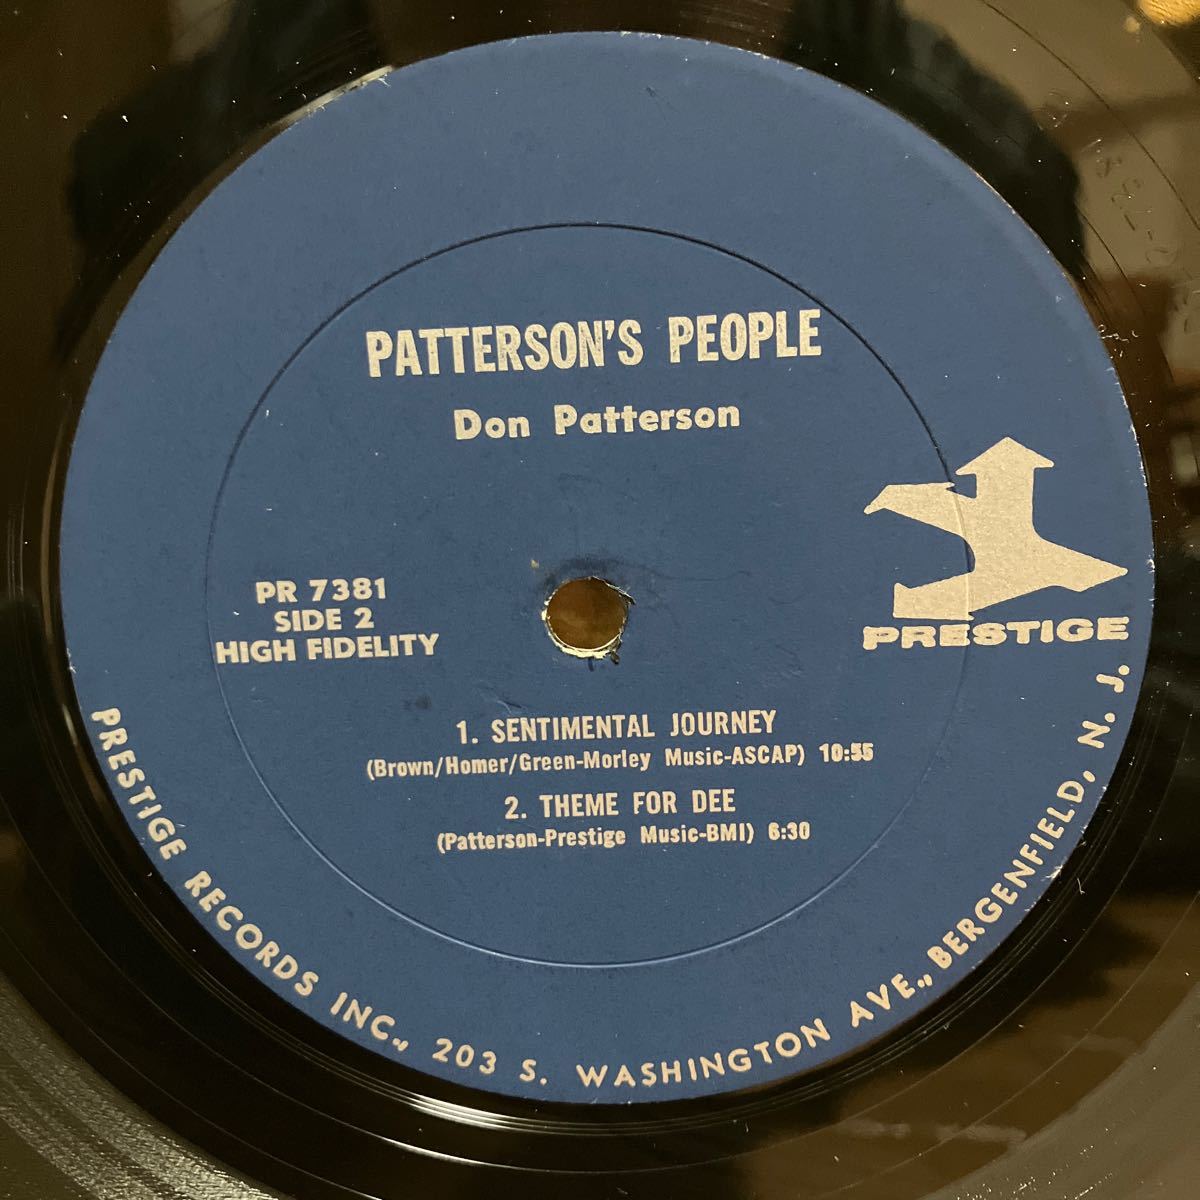 PATTERSON'S PEOPLE
Don Patterson
PR 7381
SIDE 2
HIGH FIDELITY
PRESTIGE
1. SENTIMENTAL JOURNEY
(Brown/Homer/Green-Morley Music-ASCAP) 10:55
2. THEME FOR DEE
(Patterson-Prestige Music-BMI) 6:30
PRESTIGE RECORDS INC., 203 S. WASHINGTON AVE., BERGENFIELD, N. J.